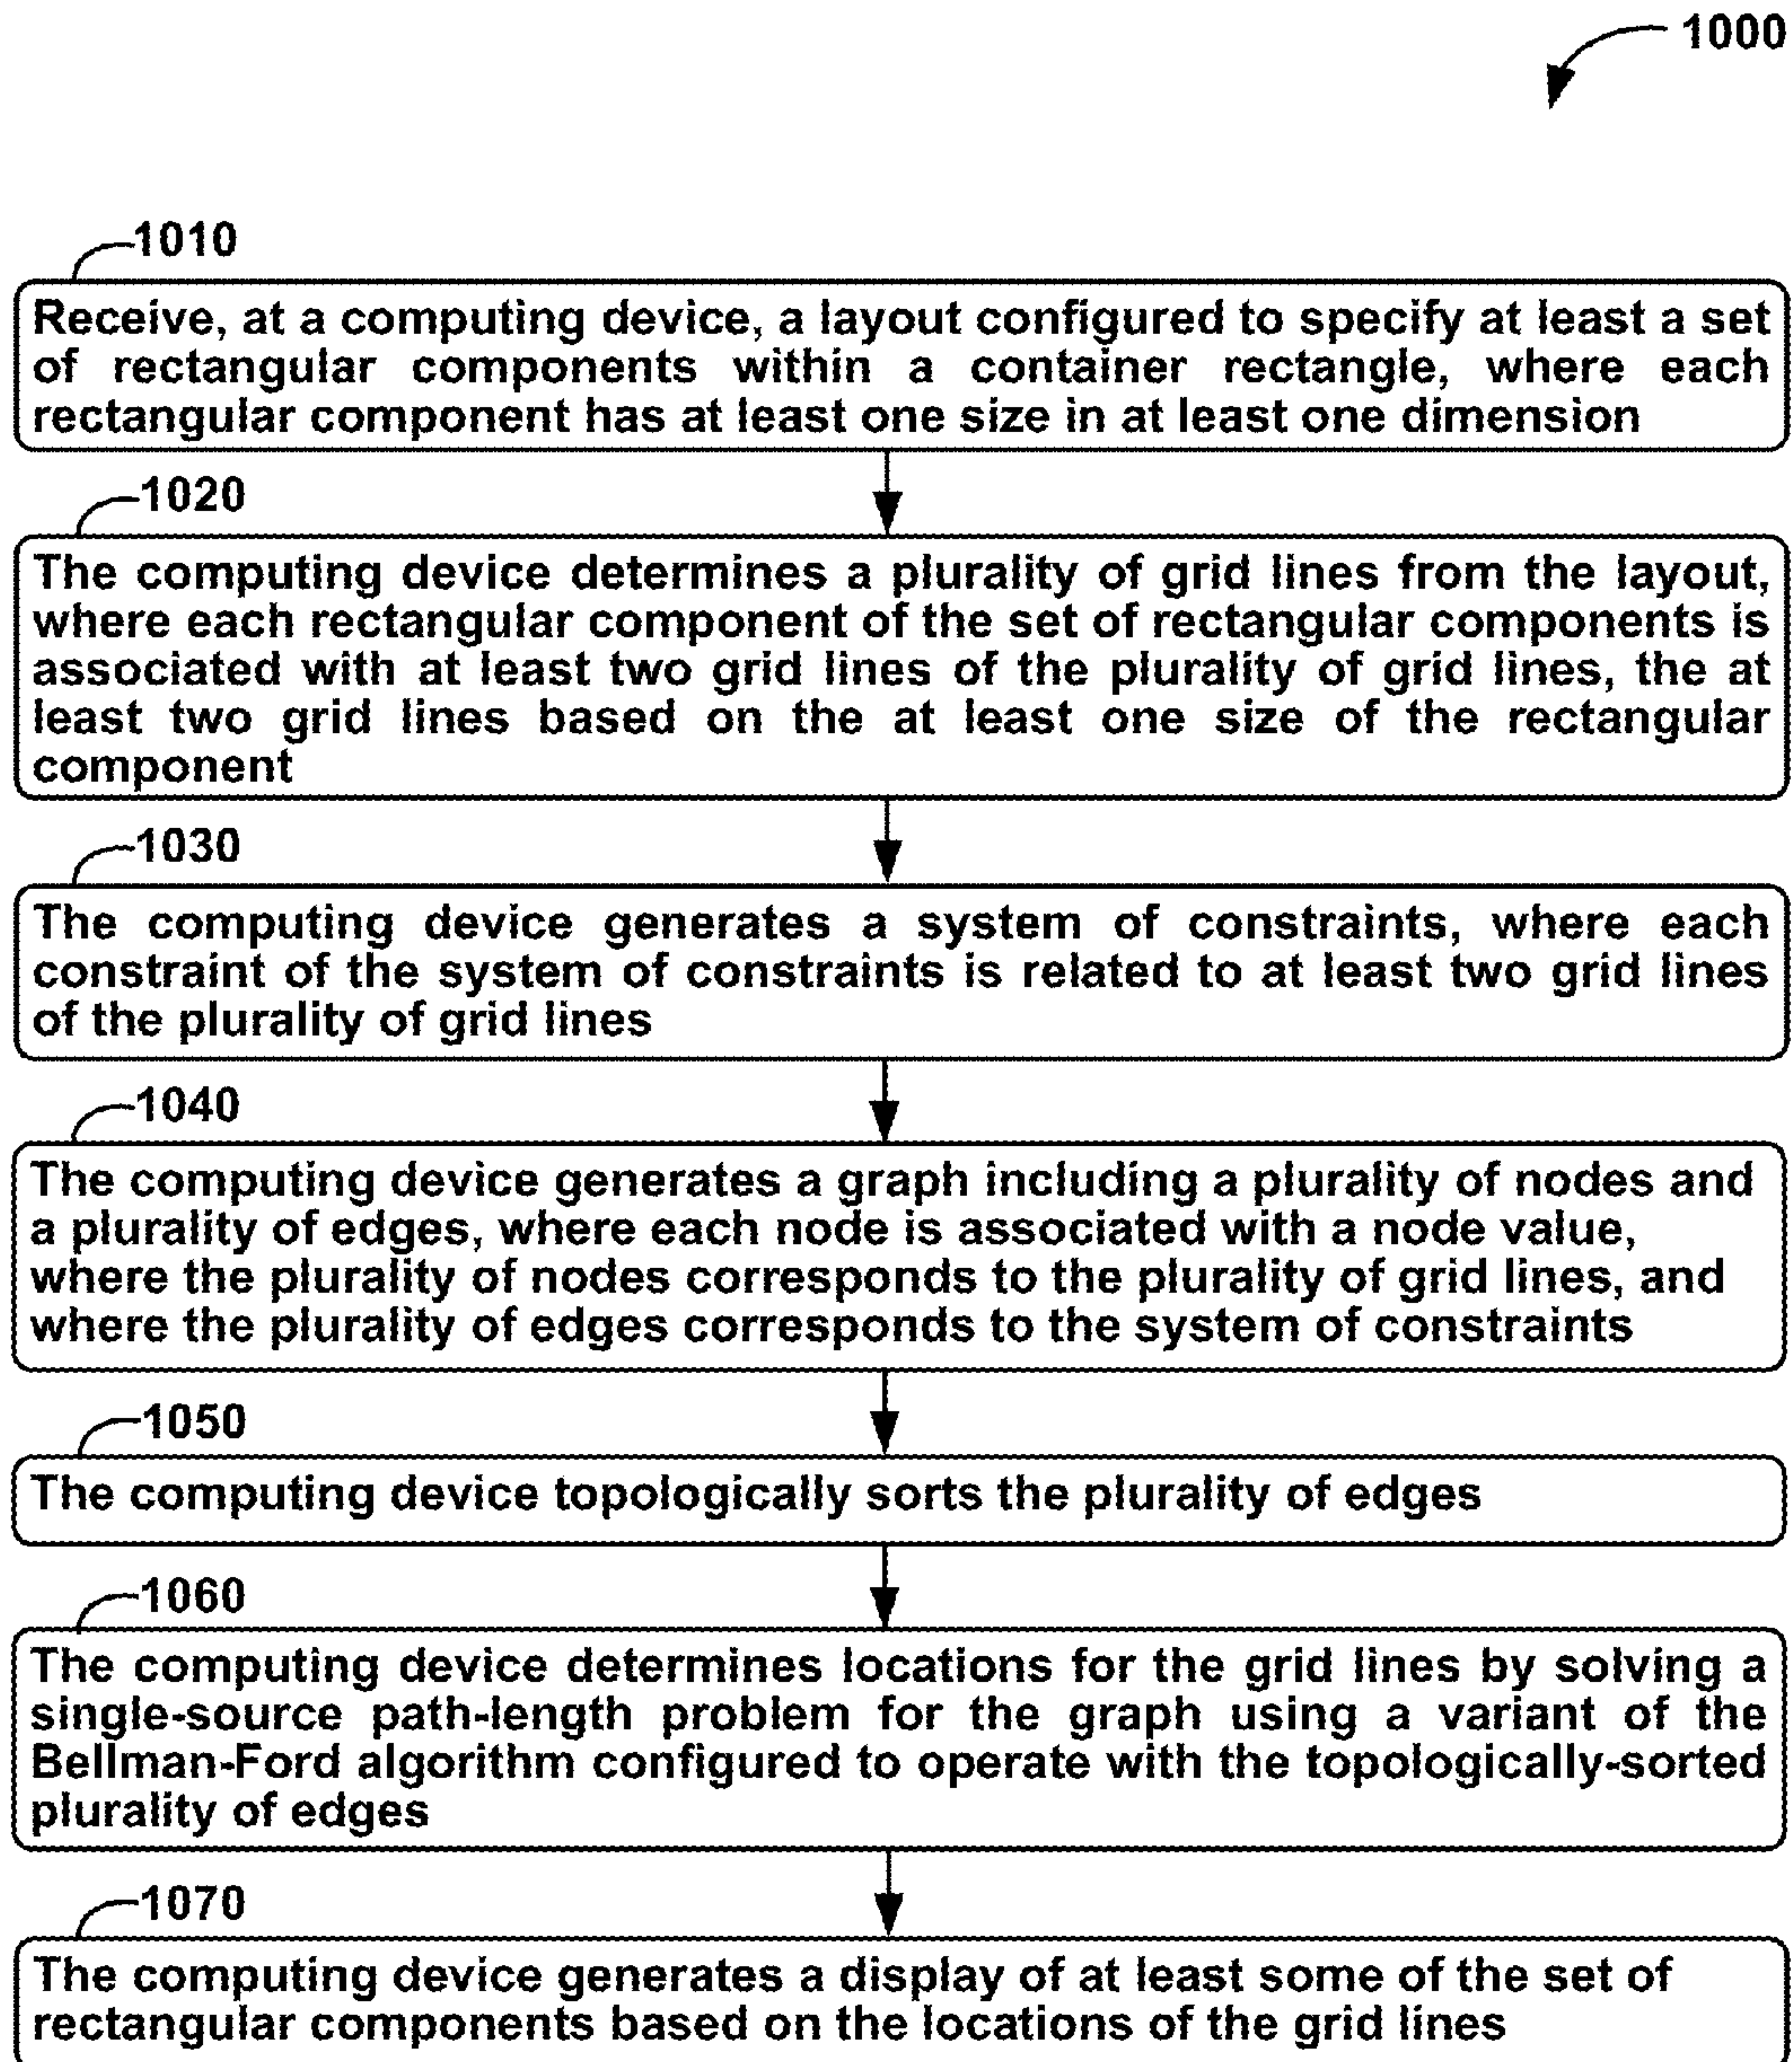 1000
1010
Receive, at a computing device, a layout configured to specify at least a set
of rectangular components within a container rectangle, where each
rectangular component has at least one size in at least one dimension
1020
The computing device determines a plurality of grid lines from the layout,
where each rectangular component of the set of rectangular components is
associated with at least two grid lines of the plurality of grid lines, the at
least two grid lines based on the at least one size of the rectangular
component
1030
The computing device generates a system of constraints, where each
constraint of the system of constraints is related to at least two grid lines
of the plurality of grid lines
1040
The computing device generates a graph including a plurality of nodes and
a plurality of edges, where each node is associated with a node value,
where the plurality of nodes corresponds to the plurality of grid lines, and
where the plurality of edges corresponds to the system of constraints
1050
The computing device topologically sorts the plurality of edges
1060
The computing device determines locations for the grid lines by solving a
single-source path-length problem for the graph using a variant of the
Bellman-Ford algorithm configured to operate with the topologically-sorted
plurality of edges
1070
The computing device generates a display of at least some of the set of
rectangular components based on the locations of the grid lines